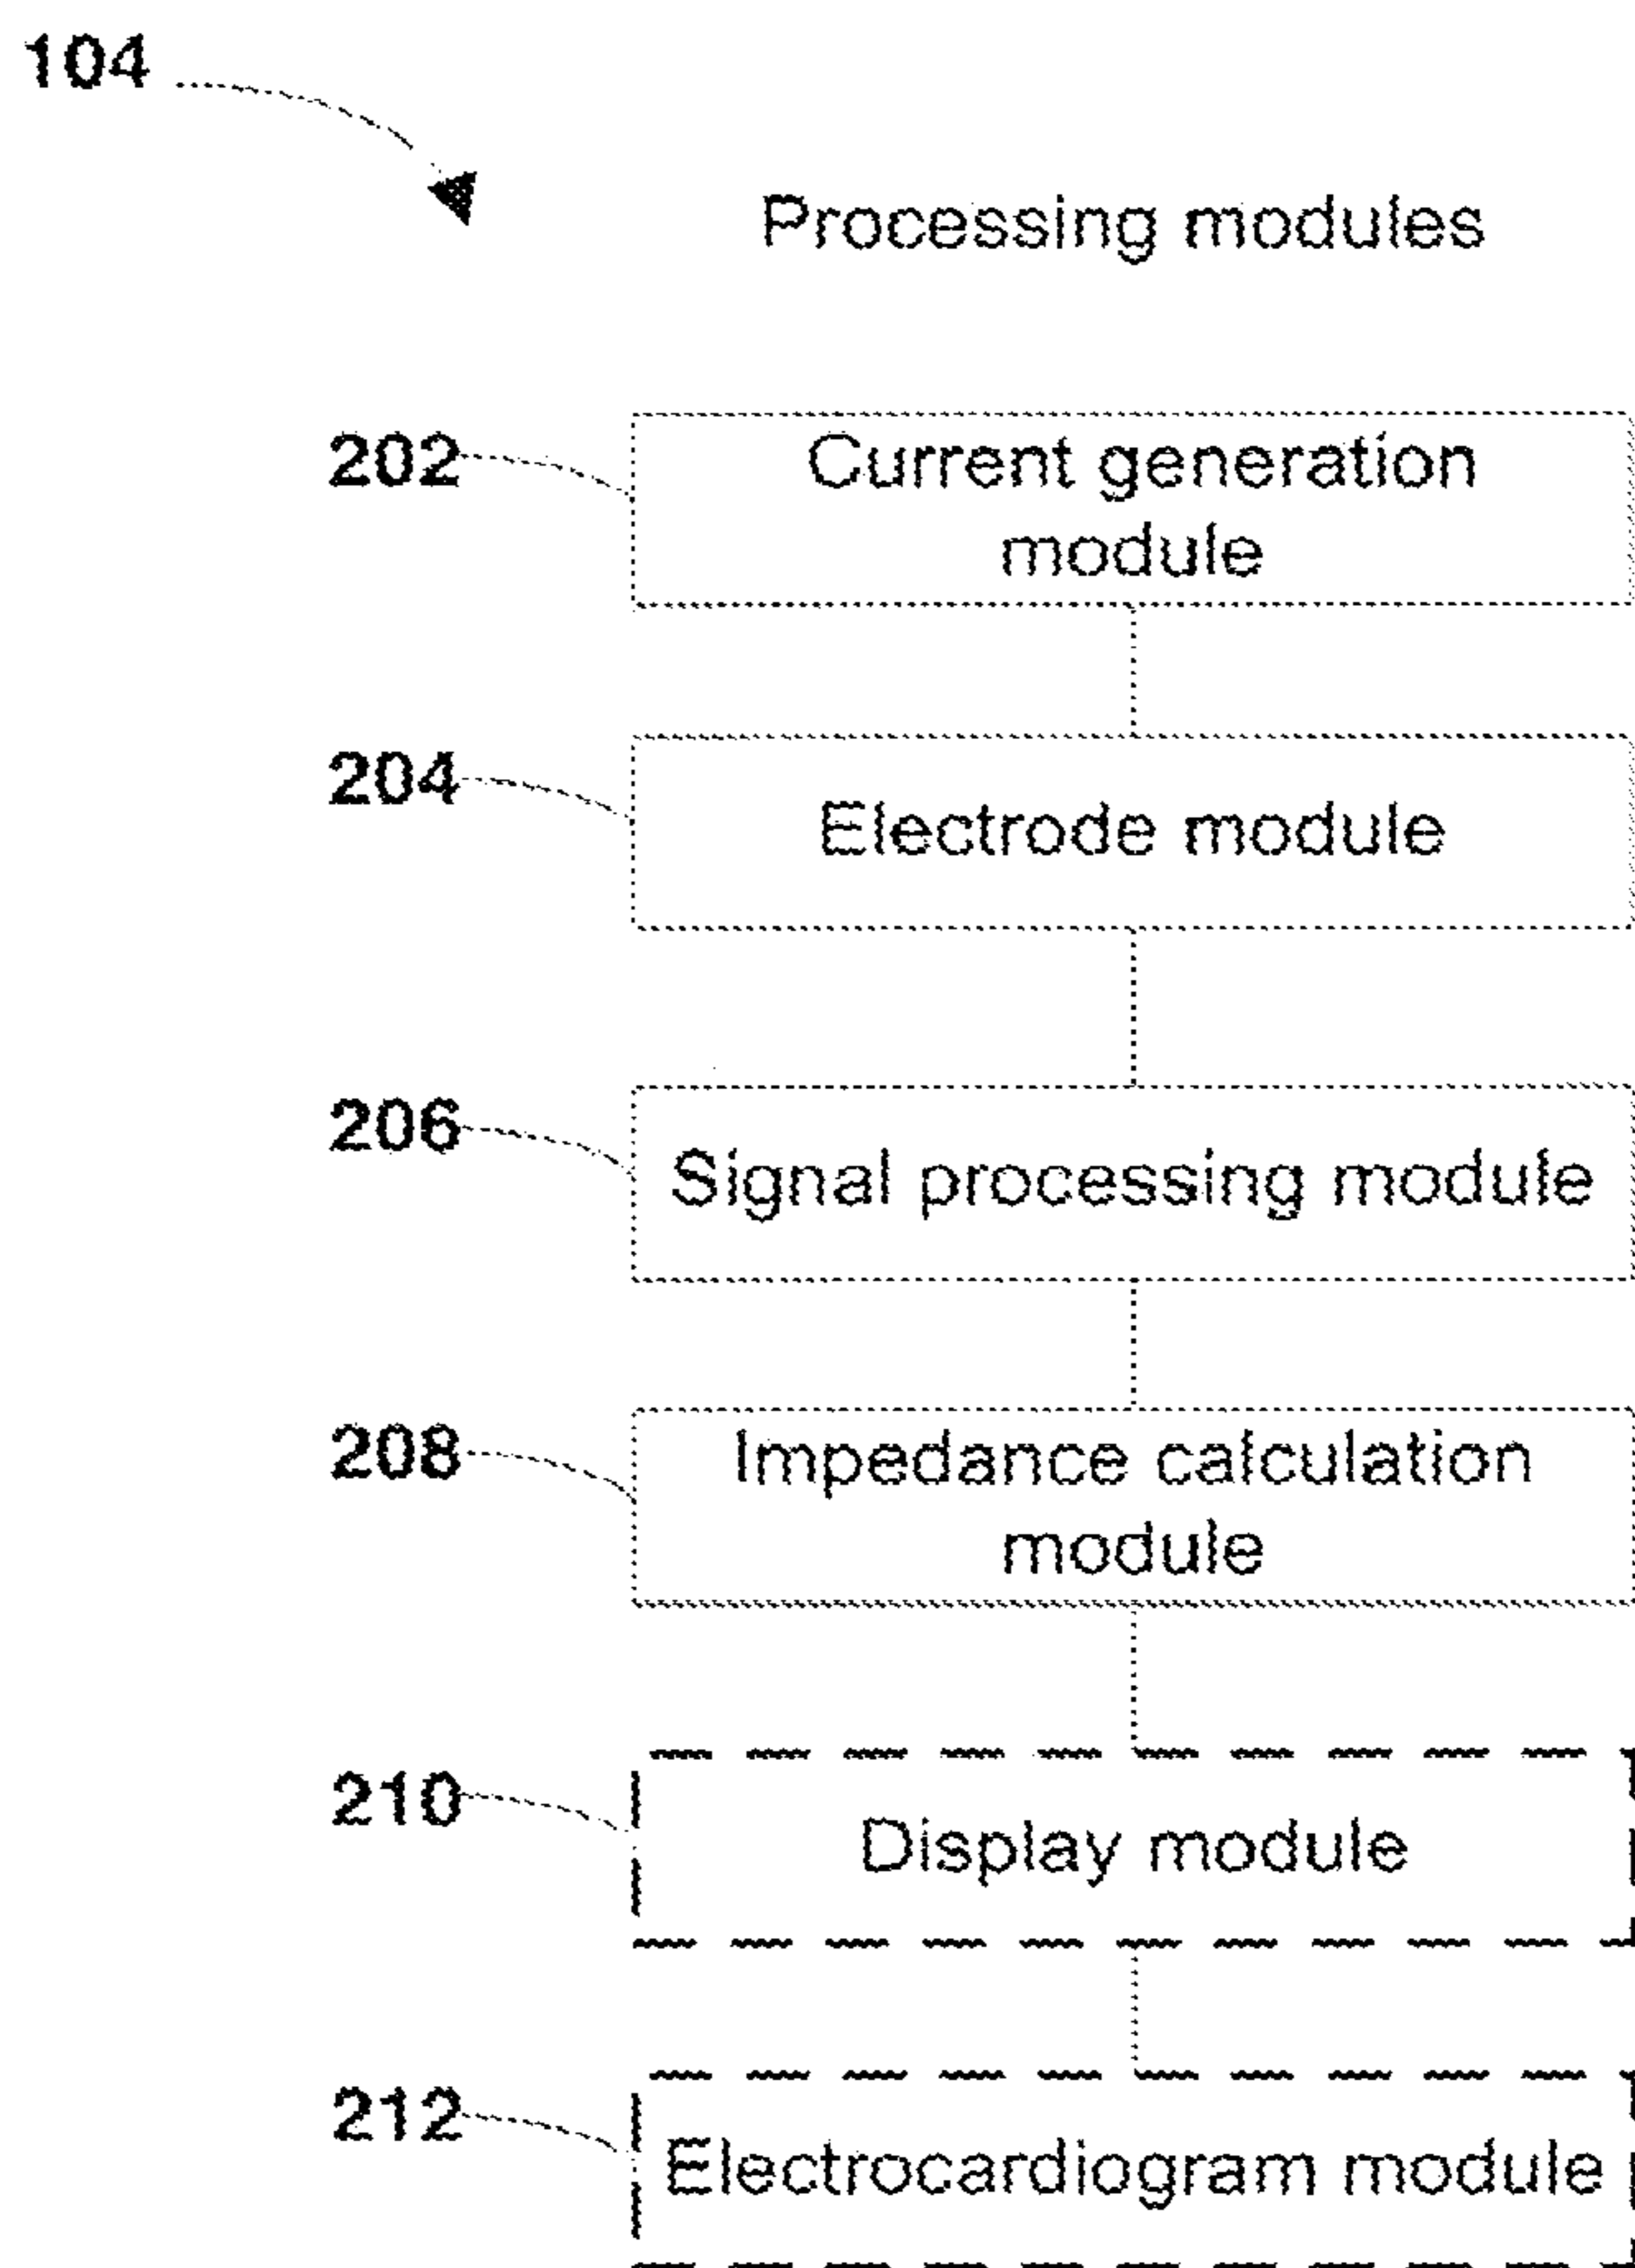 104
Processing modules
202
Current generation
module
204
Electrode module
206
Signal processing module
208
Impedance calculation
module
210
Display module
212
Electrocardiogram module